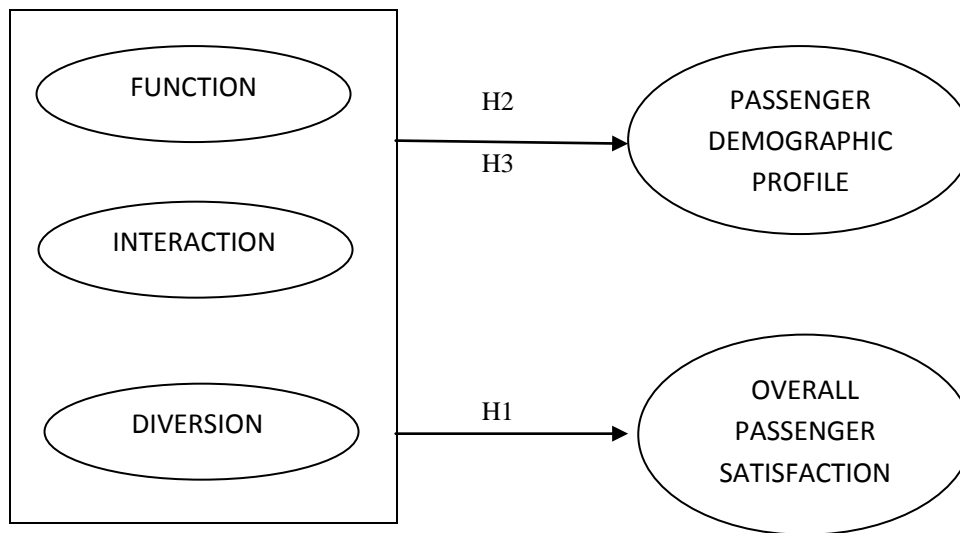 FUNCTION
INTERACTION
DIVERSION
H2
H3
H1
PASSENGER
DEMOGRAPHIC
PROFILE
OVERALL
PASSENGER
SATISFACTION